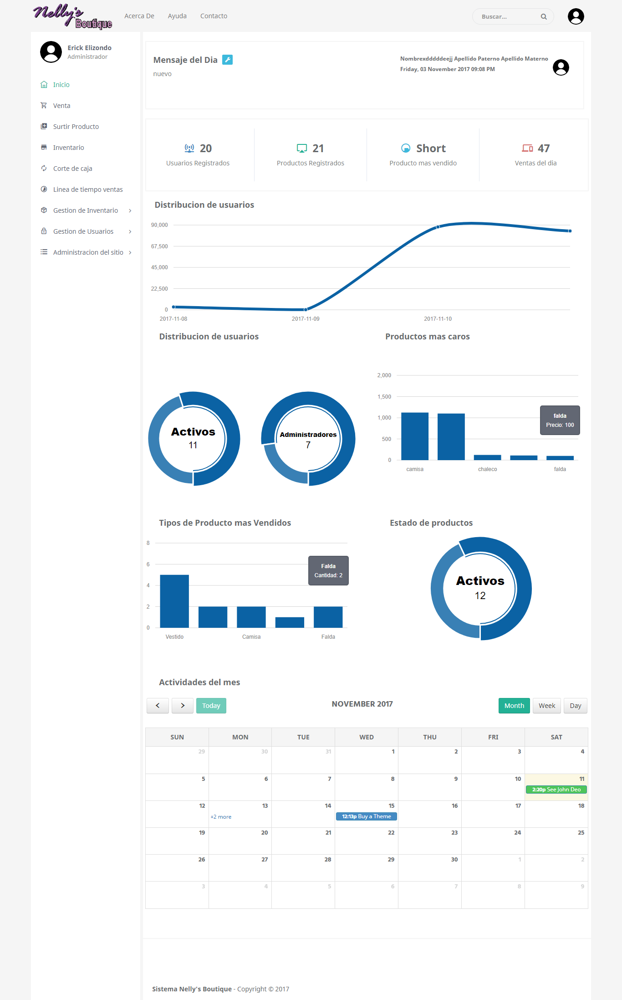 Nelly's
Boutique
Acerca De
Ayuda
Contacto
Buscar...
Erick Elizondo
Administrador
Inicio
Venta
Surtir Producto
Inventario
Corte de caja
Linea de tiempo ventas
Gestion de Inventario
Gestion de Usuarios
Administracion del sitio
Mensaje del Dia
nuevo
Nombrexdddddeejj Apellido Paterno Apellido Materno
Friday, 03 November 2017 09:08 PM
20
Usuarios Registrados
21
Productos Registrados
Short
Producto mas vendido
47
Ventas del dia
Distribucion de usuarios
90,000
67,500
45,000
22,500
0
2017-11-08
2017-11-09
2017-11-10
Distribucion de usuarios
Activos
11
Administradores
7
Productos mas caros
2,000
1,500
1,000
500
0
falda
Precio: 100
camisa
chaleco
falda
Tipos de Producto mas Vendidos
8
6
4
2
0
Falda
Cantidad: 2
Vestido
Camisa
Falda
Estado de productos
Activos
12
Actividades del mes
Today
NOVEMBER 2017
Month
Week
Day
SUN MON TUE WED THU FRI SAT
29 30 31 1 2 3 4
5 6 7 8 9 10 11
2:20p See John Deo
12 13 14 15 16 17 18
+2 more
12:13p Buy a Theme
19 20 21 22 23 24 25
26 27 28 29 30 1 2
3 4 5 6 7 8 9
Sistema Nelly's Boutique - Copyright © 2017